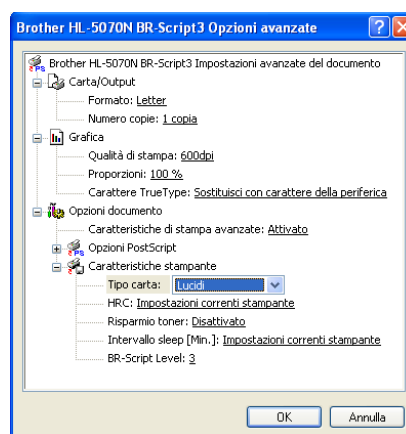 Brother HL-5070N BR-Script3 Opzioni avanzate
Brother HL-5070N BR-Script3 Impostazioni avanzate del documento
Carta/Output
Formato: Letter
Numero copie: 1 copia
Grafica
Qualità di stampa: 600dpi
Proporzioni: 100 %
Carattere TrueType: Sostituisci con carattere della periferica
Opzioni documento
Caratteristiche di stampa avanzate: Attivato
Opzioni PostScript
Caratteristiche stampante
Tipo carta: Lucidi
HRC: Impostazioni correnti stampante
Risparmio toner: Disattivato
Intervallo sleep [Min.]: Impostazioni correnti stampante
BR-Script Level: 3
OK Annulla